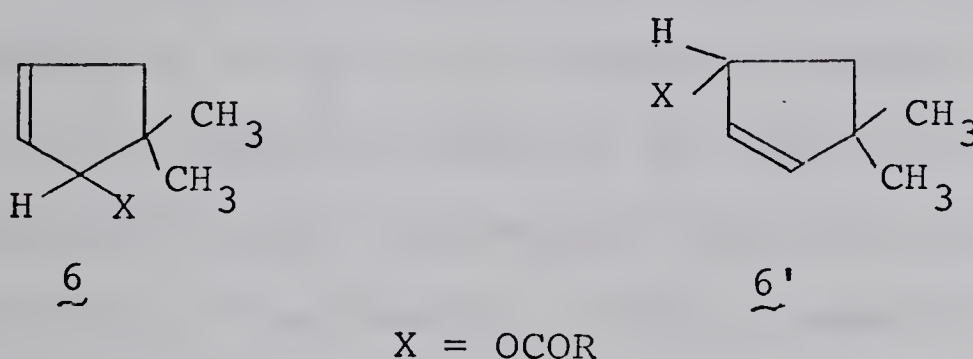 H
X
CH3
CH3
H X
6
CH3
CH3
6'
X = OCOR